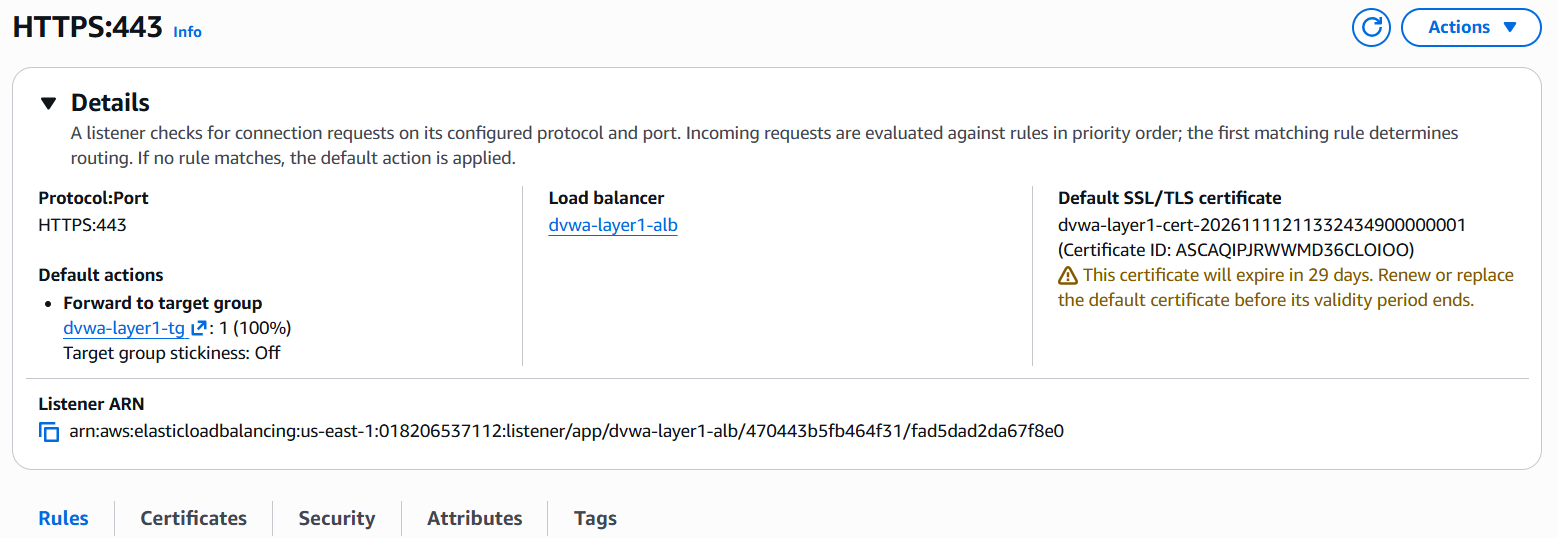 HTTPS:443 Info
Actions
Details
A listener checks for connection requests on its configured protocol and port. Incoming requests are evaluated against rules in priority order; the first matching rule determines
routing. If no rule matches, the default action is applied.
Protocol:Port
HTTPS:443
Default actions
• Forward to target group
dvwa-layer1-tg : 1 (100%)
Target group stickiness: Off
Load balancer
dvwa-layer1-alb
Default SSL/TLS certificate
dvwa-layer1-cert-20261111211332434900000001
(Certificate ID: ASCAQIPJRWWMD36CLOIOO)
This certificate will expire in 29 days. Renew or replace
the default certificate before its validity period ends.
Listener ARN
arn:aws:elasticloadbalancing:us-east-1:018206537112:listener/app/dvwa-layer1-alb/470443b5fb464f31/fad5dad2da67f8e0
Rules
Certificates
Security
Attributes
Tags